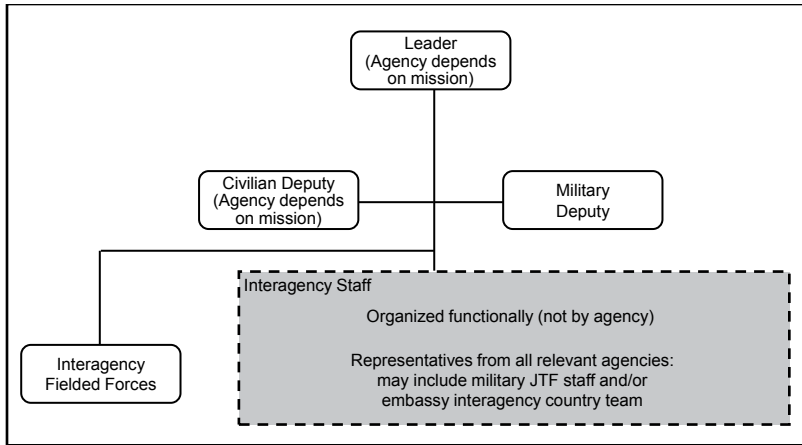 Leader
(Agency depends
on mission)
Civilian Deputy
(Agency depends
on mission)
Military
Deputy
Interagency Staff
Organized functionally (not by agency)
Representatives from all relevant agencies:
may include military JTF staff and/or
embassy interagency country team
Interagency
Fielded Forces